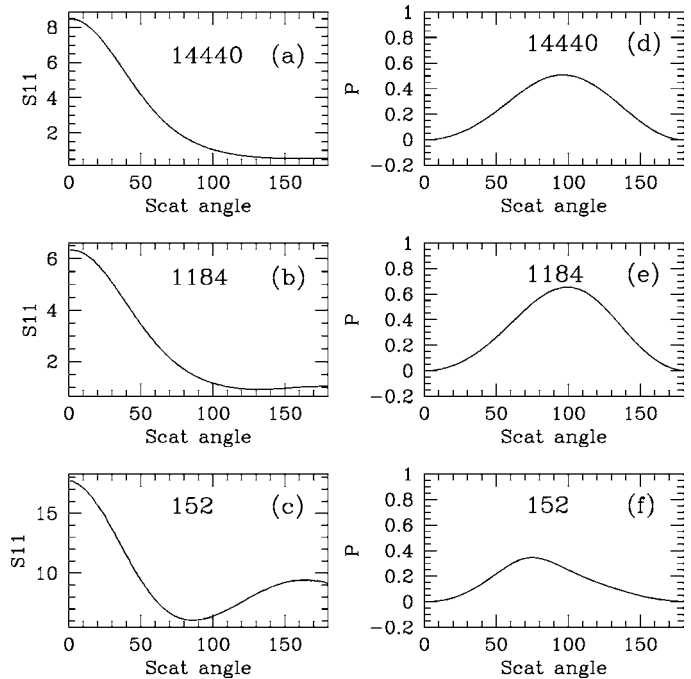 8
6
4
2
S11
14440 (a)
0 50 100 150
Scat angle
1
0.8
0.6
0.4
0.2
0
-0.2
P
14440 (d)
0 50 100 150
Scat angle
6
4
2
S11
1184 (b)
0 50 100 150
Scat angle
1
0.8
0.6
0.4
0.2
0
-0.2
P
1184 (e)
0 50 100 150
Scat angle
15
10
S11
152 (c)
0 50 100 150
Scat angle
1
0.8
0.6
0.4
0.2
0
-0.2
P
152 (f)
0 50 100 150
Scat angle